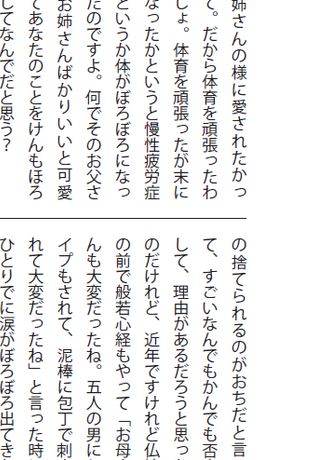 姉さんの様に愛されたかっ
て。だから体育を頑張ったわ
しょ。体育を頑張ったが末に
なったかというと慢性疲労症
というか体がぼろぼろになっ
たのですよ。何でそのお父さ
お姉さんばかりいいと可愛
てあなたのことをけんもほろ
してなんでだと思う？
の捨てられるのがおちだと言
て、すごいなんでもかんでも否
して、理由があるだろうと思っ
のだけれど、近年ですけれど仏
の前で般若心経もやって「お母
んも大変だったね。五人の男に
イプもされて、泥棒に包丁で刺
れて大変だったね」と言った時
ひとりでに涙がぼろぼろ出てき